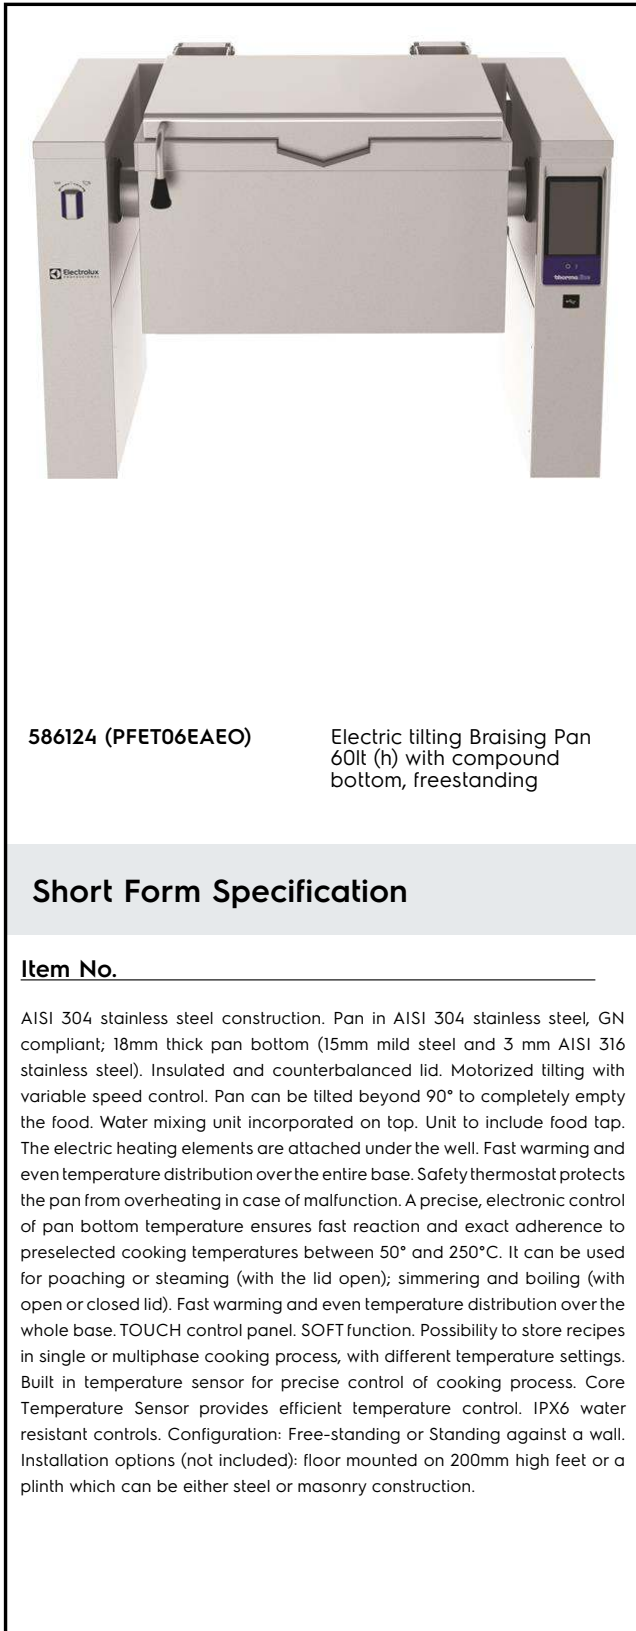 Electrolux
PROFESSIONAL
thermaline
586124 (PFET06EAEO)
Electric tilting Braising Pan
60lt (h) with compound
bottom, freestanding
Short Form Specification
Item No.
AISI 304 stainless steel construction. Pan in AISI 304 stainless steel, GN
compliant; 18mm thick pan bottom (15mm mild steel and 3 mm AISI 316
stainless steel). Insulated and counterbalanced lid. Motorized tilting with
variable speed control. Pan can be tilted beyond 90° to completely empty
the food. Water mixing unit incorporated on top. Unit to include food tap.
The electric heating elements are attached under the well. Fast warming and
even temperature distribution over the entire base. Safety thermostat protects
the pan from overheating in case of malfunction. A precise, electronic control
of pan bottom temperature ensures fast reaction and exact adherence to
preselected cooking temperatures between 50° and 250°C. It can be used
for poaching or steaming (with the lid open); simmering and boiling (with
open or closed lid). Fast warming and even temperature distribution over the
whole base. TOUCH control panel. SOFT function. Possibility to store recipes
in single or multiphase cooking process, with different temperature settings.
Built in temperature sensor for precise control of cooking process. Core
Temperature Sensor provides efficient temperature control. IPX6 water
resistant controls. Configuration: Free-standing or Standing against a wall.
Installation options (not included): floor mounted on 200mm high feet or a
plinth which can be either steel or masonry construction.